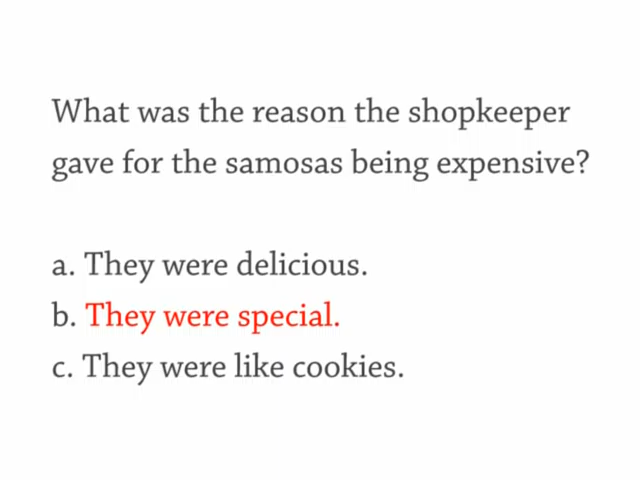 What was the reason the shopkeeper
gave for the samosas being expensive?
a. They were delicious.
b. They were special.
c. They were like cookies.